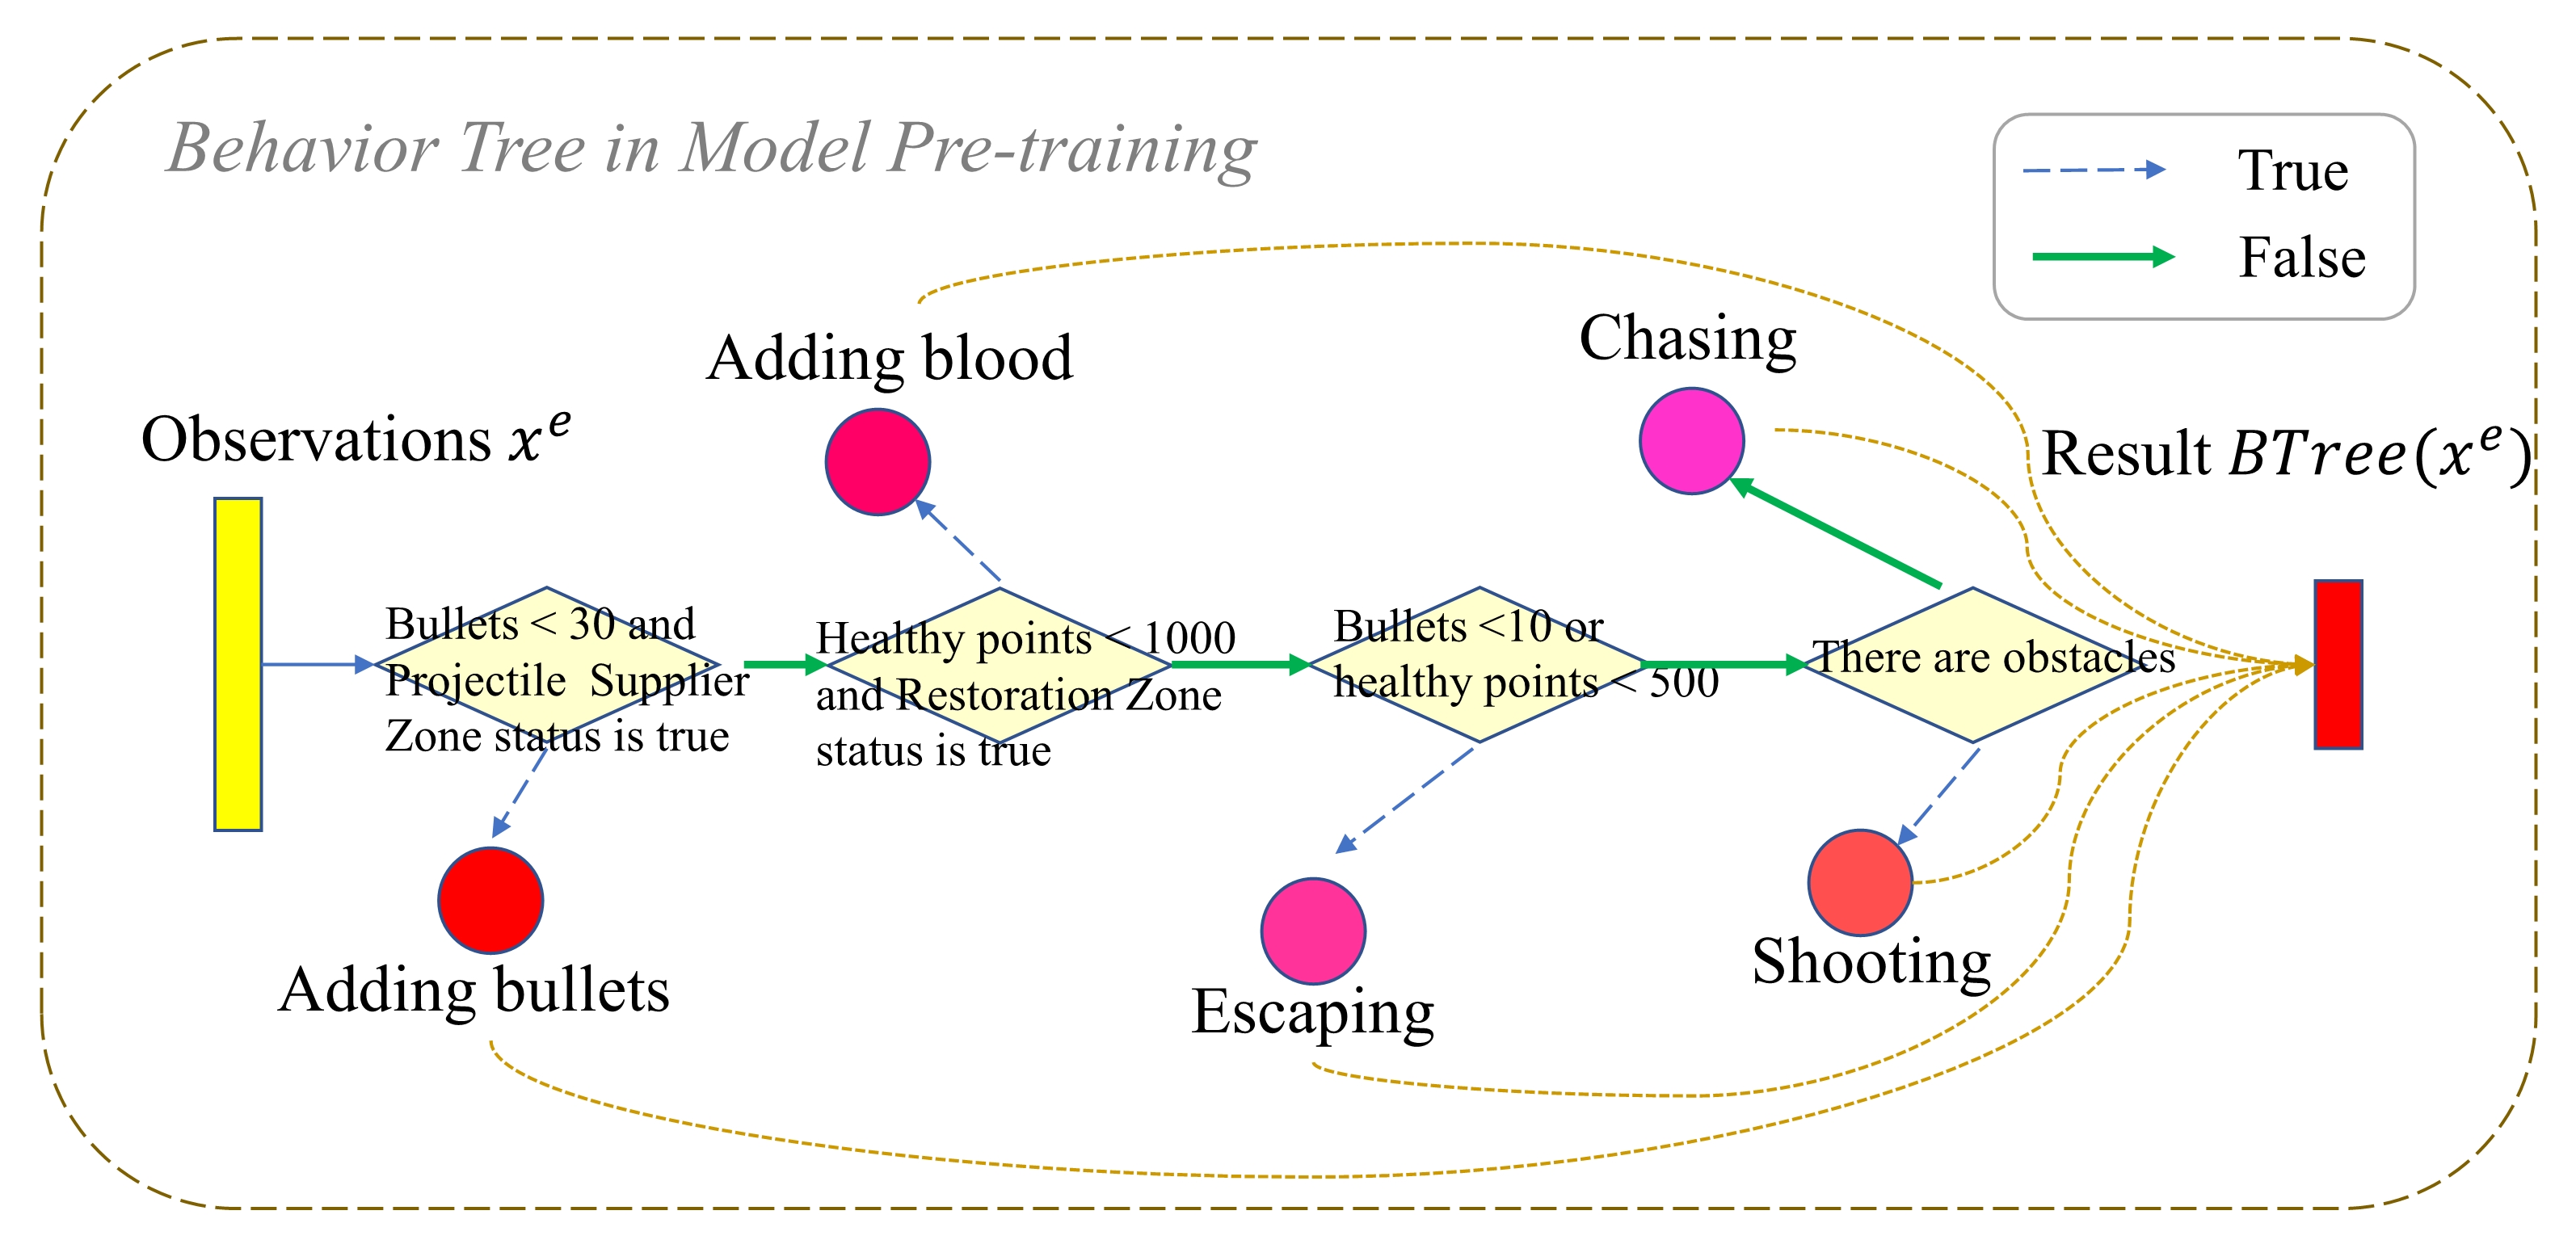 Behavior Tree in Model Pre-training
True
False
Adding blood
Chasing
Observations 𝑥ᵉ
Result 𝐵𝑇𝑟𝑒𝑒(𝑥ᵉ)
Bullets < 30 and
Projectile Supplier
Zone status is true
Healthy points < 1000
and Restoration Zone
status is true
Bullets <10 or
healthy points < 500
There are obstacles
Adding bullets
Escaping
Shooting